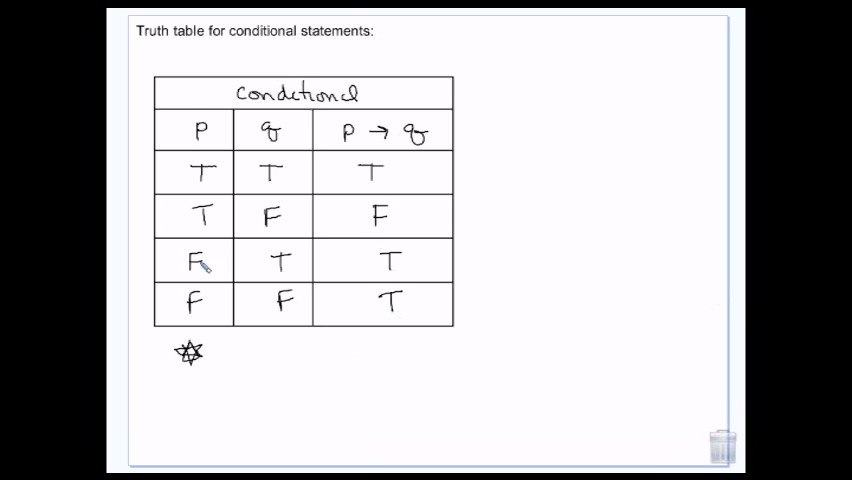 Truth table for conditional statements:
Conditional
p q p → q
T T T
T F F
F T T
F F T